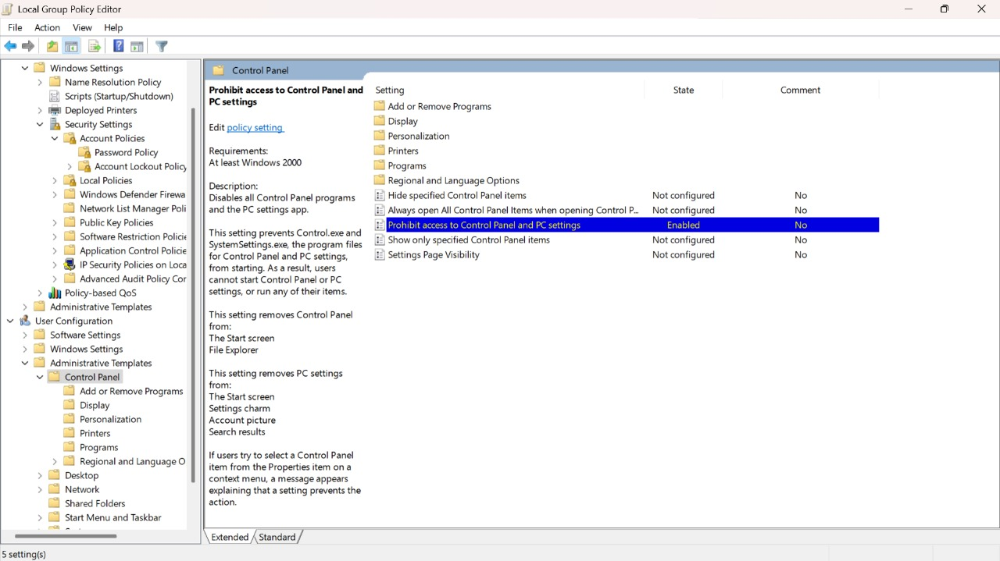 Local Group Policy Editor
File Action View Help
Windows Settings
Name Resolution Policy
Scripts (Startup/Shutdown)
Deployed Printers
Security Settings
Account Policies
Password Policy
Account Lockout Policy
Local Policies
Windows Defender Firewa
Network List Manager Poli
Public Key Policies
Software Restriction Policie
Application Control Policie
IP Security Policies on Loca
Advanced Audit Policy Cor
Policy-based QoS
Administrative Templates
User Configuration
Software Settings
Windows Settings
Administrative Templates
Control Panel
Add or Remove Programs
Display
Personalization
Printers
Programs
Regional and Language O
Desktop
Network
Shared Folders
Start Menu and Taskbar
Control Panel
Prohibit access to Control Panel and
PC settings
Edit policy setting
Requirements:
At least Windows 2000
Description:
Disables all Control Panel programs
and the PC settings app.
This setting prevents Control.exe and
SystemSettings.exe, the program files
for Control Panel and PC settings,
from starting. As a result, users
cannot start Control Panel or PC
settings, or run any of their items.
This setting removes Control Panel
from:
The Start screen
File Explorer
This setting removes PC settings
from:
The Start screen
Settings charm
Account picture
Search results
If users try to select a Control Panel
item from the Properties item on a
context menu, a message appears
explaining that a setting prevents the
action.
Setting State Comment
Add or Remove Programs
Display
Personalization
Printers
Programs
Regional and Language Options
Hide specified Control Panel items Not configured No
Always open All Control Panel Items when opening Control P... Not configured No
Prohibit access to Control Panel and PC settings Enabled No
Show only specified Control Panel items Not configured No
Settings Page Visibility Not configured No
Extended Standard
5 setting(s)